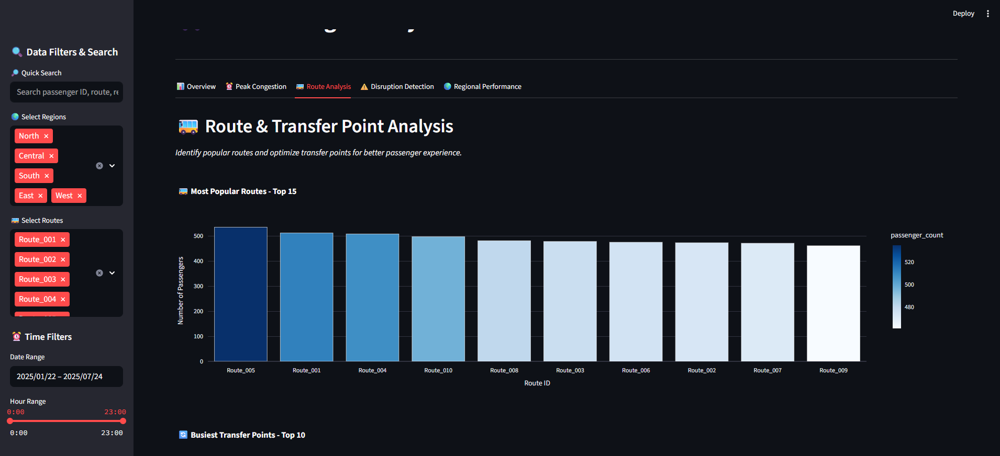 Deploy
Data Filters & Search
Quick Search
Search passenger ID, route, re
Select Regions
North ×
Central ×
South ×
East × West ×
Select Routes
Route_001 ×
Route_002 ×
Route_003 ×
Route_004 ×
Time Filters
Date Range
2025/01/22 – 2025/07/24
Hour Range
0:00 23:00
0:00 23:00
Overview Peak Congestion Route Analysis Disruption Detection Regional Performance
Route & Transfer Point Analysis
Identify popular routes and optimize transfer points for better passenger experience.
Most Popular Routes - Top 15
Number of Passengers
500
400
300
200
100
0
Route_005 Route_001 Route_004 Route_010 Route_008 Route_003 Route_006 Route_002 Route_007 Route_009
Route ID
passenger_count
520
500
480
Busiest Transfer Points - Top 10